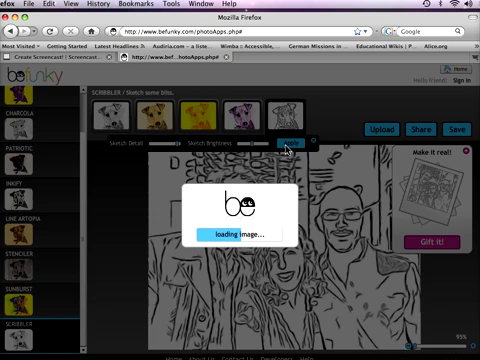 efox File Edit View History Bookmarks Tools Window Help
Mozilla Firefox
http://www.befunky.com/photoApps.php#
Google
Most Visited Getting Started Latest Headlines Audiria.com – a liste... Wimba :: Accessible, ... German Missions in ... Educational Wikis | P... Alice.org
Create Screencast! | Screencast... http://www.bef...hotoApps.php#
befunky
Home
Hello friend! Sign in
SCRIBBLER / Sketch some bits.
CHARCOLA
PATRIOTIC
INKIFY
LINE ARTOPIA
STENCILER
SUNBURST
SCRIBBLER
Upload Share Save
Sketch Detail Sketch Brightness
Make it real!
Gift it!
be
loading image...
95%
Home About Us Contact Us Developers Help